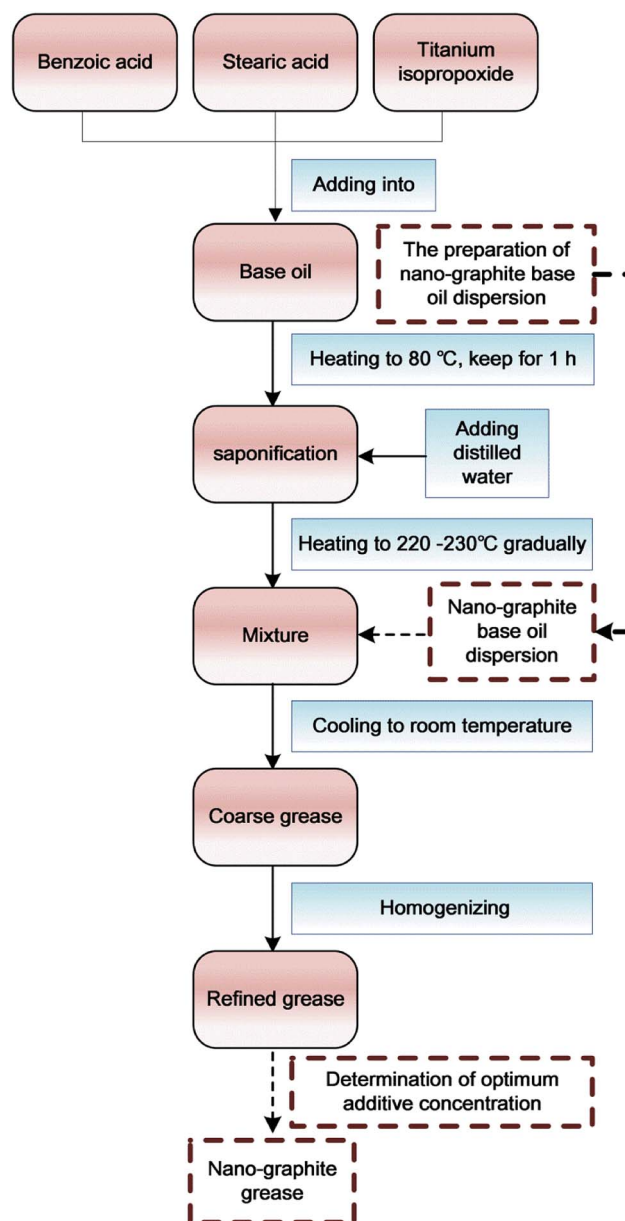 Benzoic acid
Stearic acid
Titanium
isopropoxide
Adding into
Base oil
The preparation of
nano-graphite base
oil dispersion
Heating to 80 ℃, keep for 1 h
saponification
Adding
distilled
water
Heating to 220 -230℃ gradually
Mixture
Nano-graphite
base oil
dispersion
Cooling to room temperature
Coarse grease
Homogenizing
Refined grease
Determination of optimum
additive concentration
Nano-graphite
grease